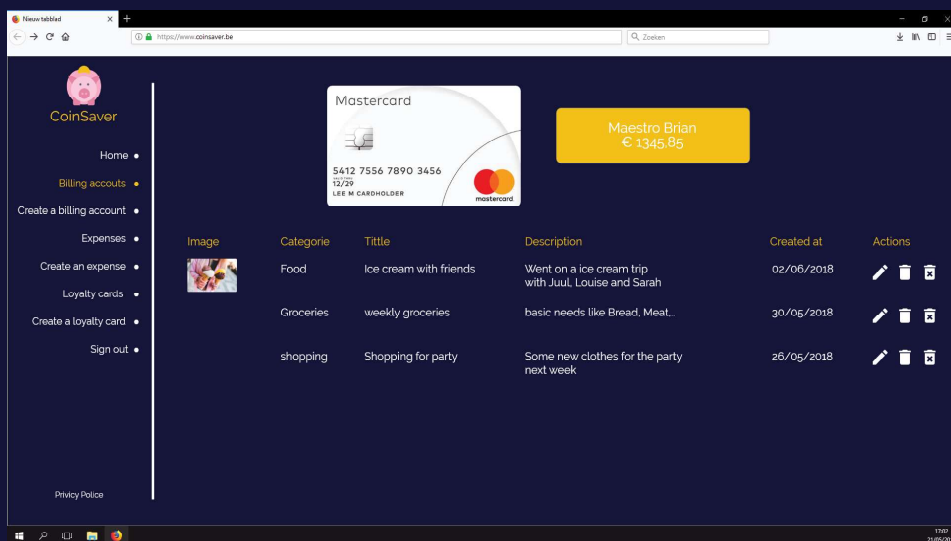 Nieuw tabblad
https://www.coinsaver.be
Zoeken
CoinSaver
Home
Billing accouts
Create a billing account
Expenses
Create an expense
Loyalty cards
Create a loyalty card
Sign out
Privicy Police
Mastercard
5412 7556 7890 3456
12/29
LEE M CARDHOLDER
mastercard
Maestro Brian
€ 1345,85
Image Categorie Tittle Description Created at Actions
Food Ice cream with friends Went on a ice cream trip 02/06/2018
with Juul, Louise and Sarah
Groceries weekly groceries basic needs like Bread, Meat,.. 30/05/2018
shopping Shopping for party Some new clothes for the party 26/05/2018
next week
17:02